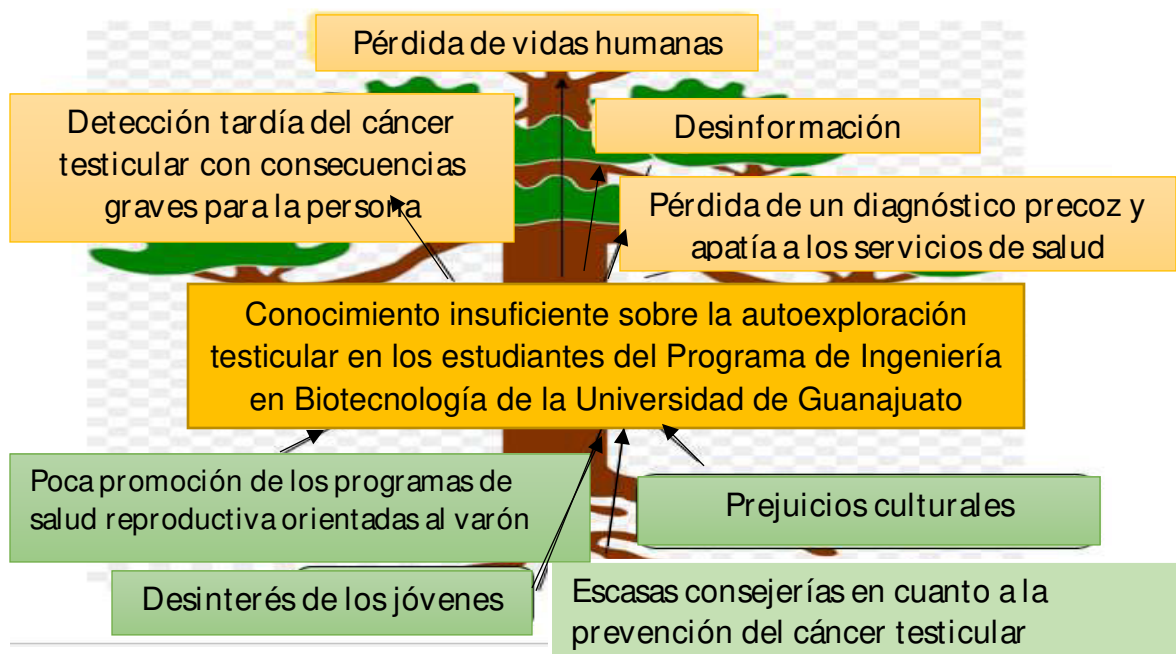 Pérdida de vidas humanas
Detección tardía del cáncer
testicular con consecuencias
graves para la persona
Desinformación
Pérdida de un diagnóstico precoz y
apatía a los servicios de salud
Conocimiento insuficiente sobre la autoexploración
testicular en los estudiantes del Programa de Ingeniería
en Biotecnología de la Universidad de Guanajuato
Poca promoción de los programas de
salud reproductiva orientadas al varón
Prejuicios culturales
Desinterés de los jóvenes
Escasas consejerías en cuanto a la
prevención del cáncer testicular